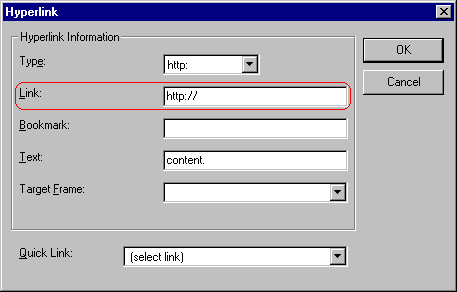 Hyperlink
Hyperlink Information
Type: http:
OK
Link: http://
Cancel
Bookmark:
Text: content.
Target Frame:
Quick Link: (select link)